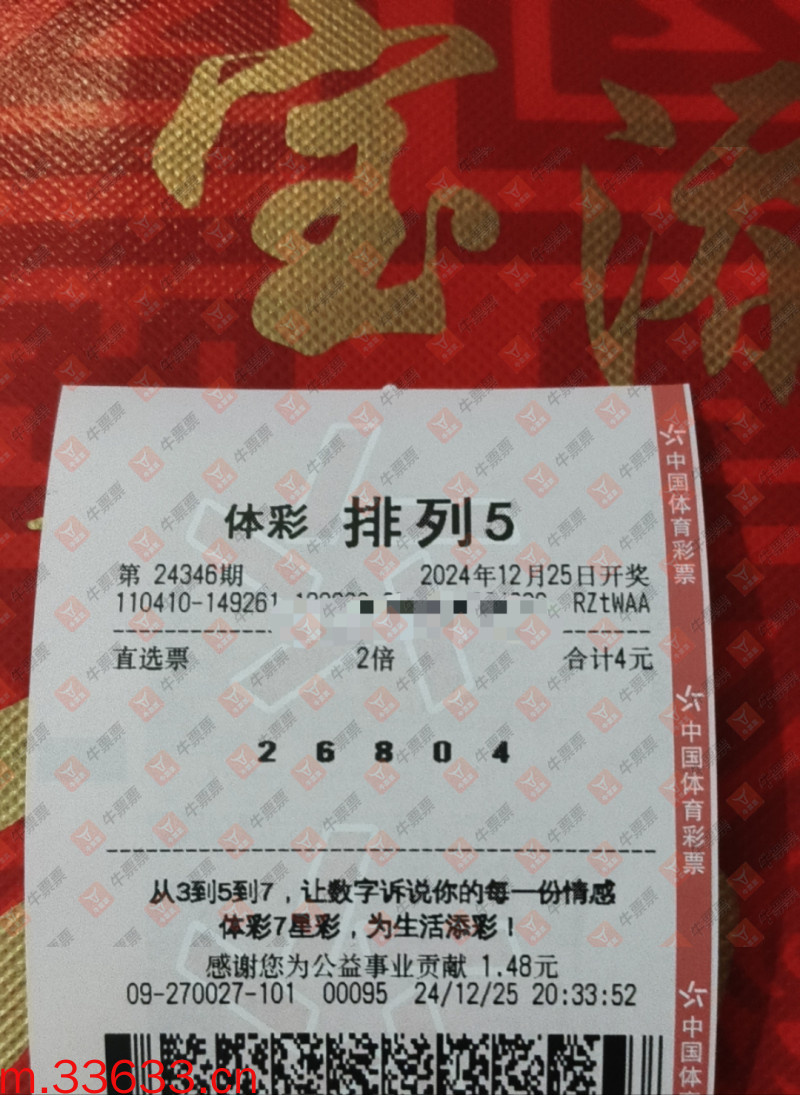 宝
体彩 排列5
第 24346期 2024年12月25日开奖
110410-149261 RZtWAA
直选票 2倍 合计4元
2 6 8 0 4
从3到5到7，让数字诉说你的每一份情感
体彩7星彩，为生活添彩！
感谢您为公益事业贡献 1.48元
09-270027-101 00095 24/12/25 20:33:52
中国体育彩票
中国体育彩票
中国体
牛票票
m.33633.cn